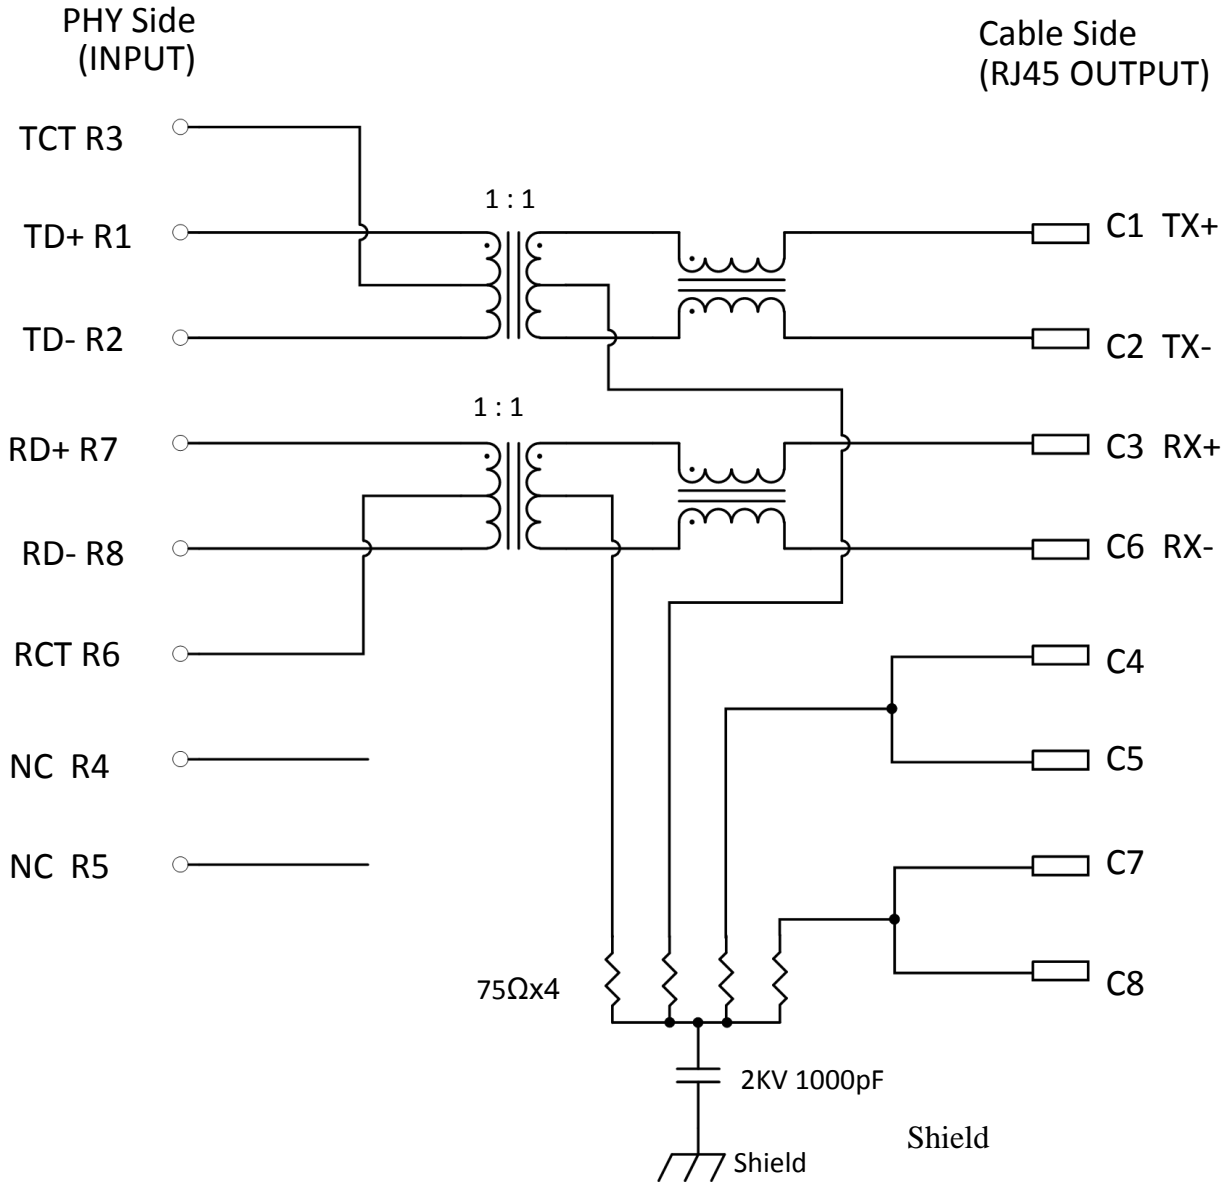 PHY Side
(INPUT)
Cable Side
(RJ45 OUTPUT)
TCT R3
1 : 1
TD+ R1
C1 TX+
TD- R2
C2 TX-
1 : 1
RD+ R7
C3 RX+
RD- R8
C6 RX-
RCT R6
C4
NC R4
C5
NC R5
C7
75Ωx4
C8
2KV 1000pF
Shield
Shield